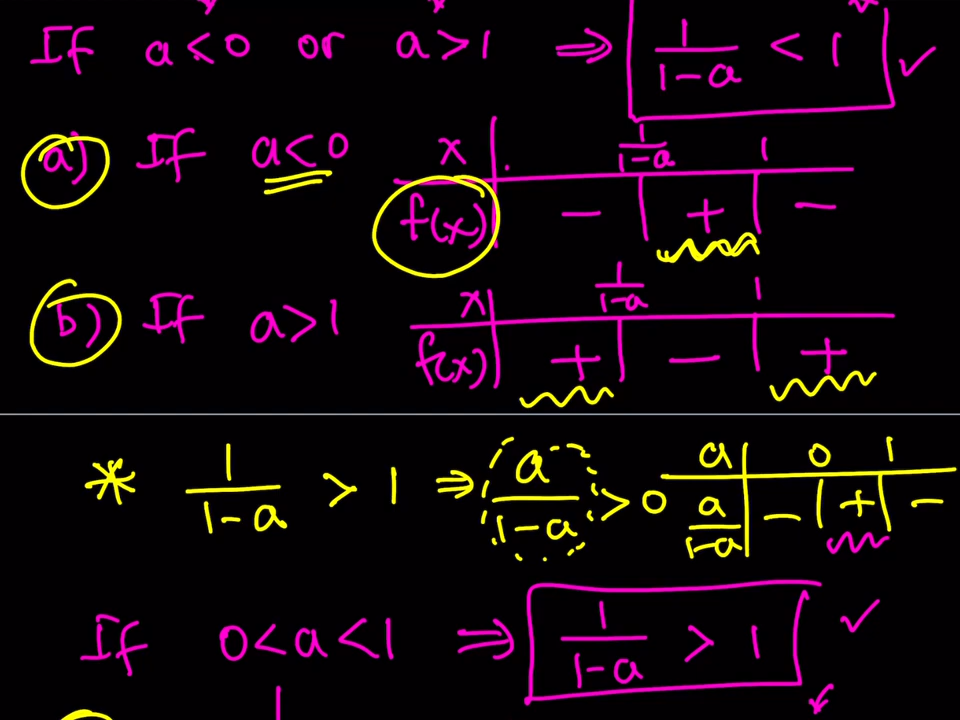 If a<0 or a>1 ⇒ 1/(1-a) < 1 ✓
a) If a<0
x | 1/(1-a) 1
f(x) | - | + | -
b) If a>1
x | 1/(1-a) 1
f(x) | + | - | +
* 1/(1-a) > 1 ⇒ a/(1-a) > 0
a | 0 1
a/(1-a) | - | + | -
If 0<a<1 ⇒ 1/(1-a) > 1 ✓